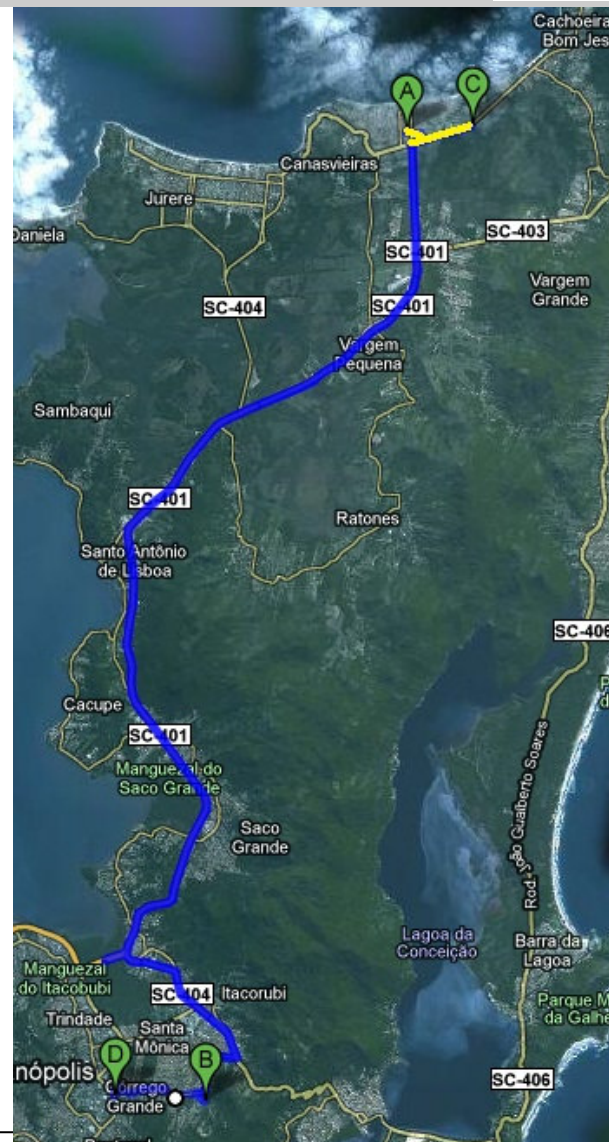 Cachoeira
Bom Jes
A
C
Canasvieiras
Jurere
Daniela
SC-403
SC-401
Vargem
Grande
SC-404
SC-401
Vargem
Pequena
Sambaqui
SC-401
Ratones
Santo Antônio
de Lisboa
SC-406
Cacupe
SC-401
Manguezal do
Saco Grande
Rod. João Gualberto Soares
Saco
Grande
Lagoa da
Conceição
Barra da
Lagoa
Manguezal
do Itacobubi
SC-404
Itacorubi
Parque M
da Galhe
Trindade
Santa
Mônica
nópolis
D
B
Córrego
Grande
SC-406